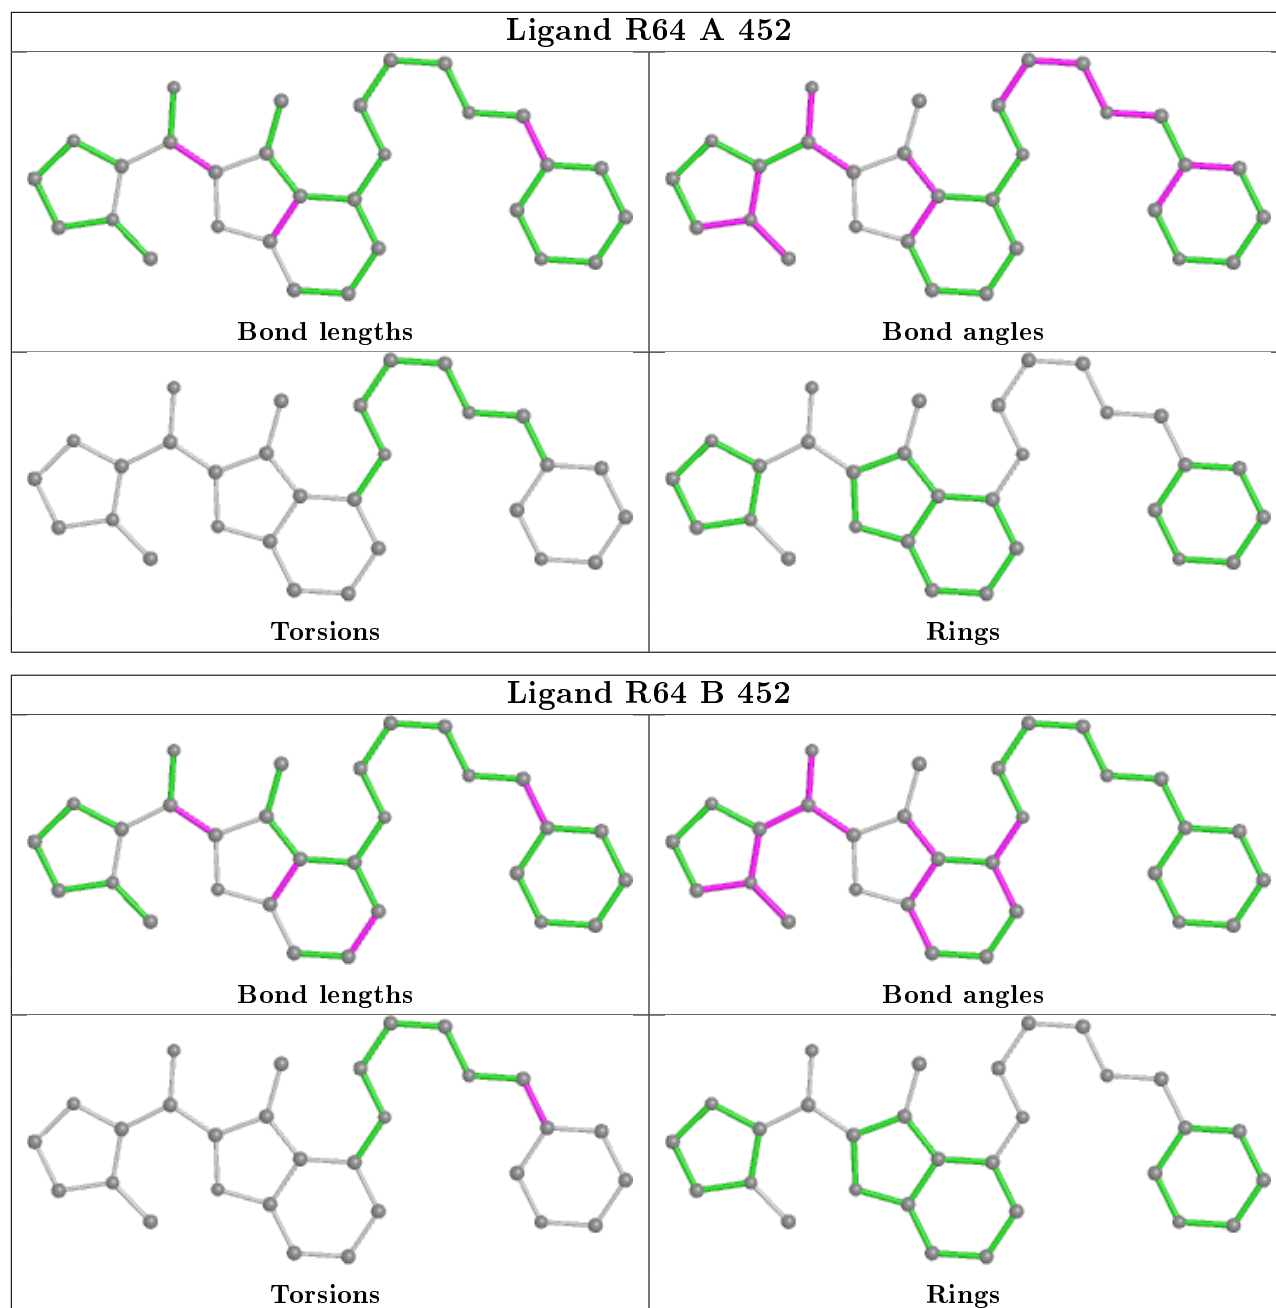 Ligand R64 A 452
Bond lengths
Bond angles
Torsions
Rings
Ligand R64 B 452
Bond lengths
Bond angles
Torsions
Rings